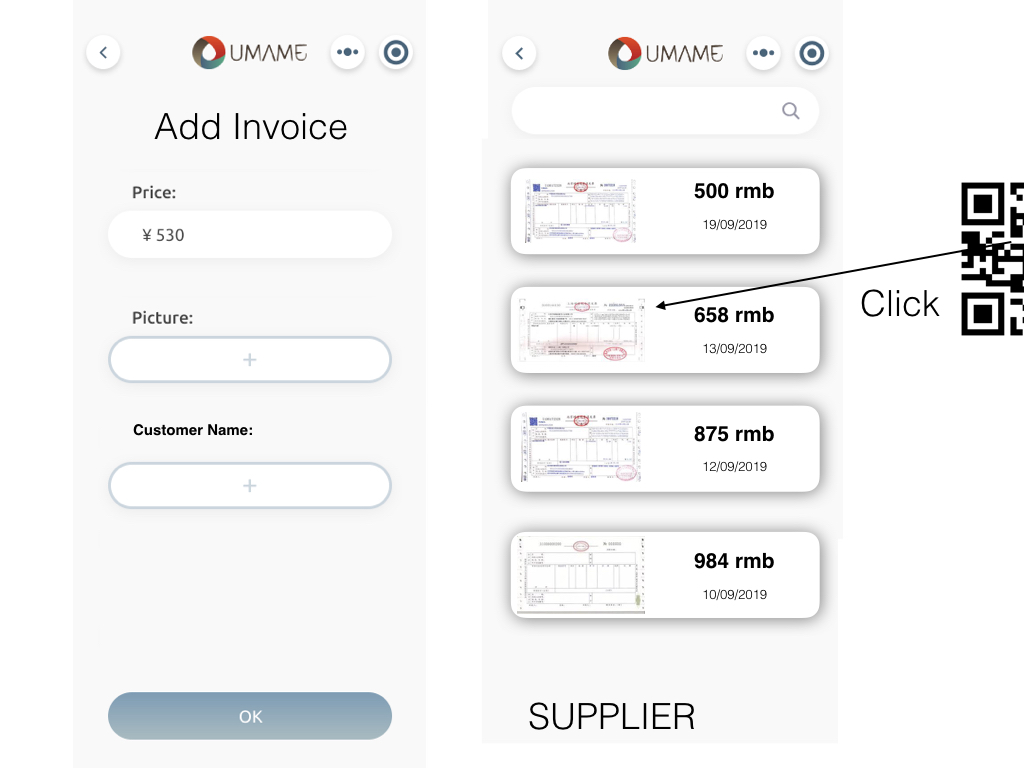 UMAME
Add Invoice
Price:
¥ 530
Picture:
+
Customer Name:
+
OK
UMAME
500 rmb
19/09/2019
658 rmb
13/09/2019
875 rmb
12/09/2019
984 rmb
10/09/2019
SUPPLIER
Click